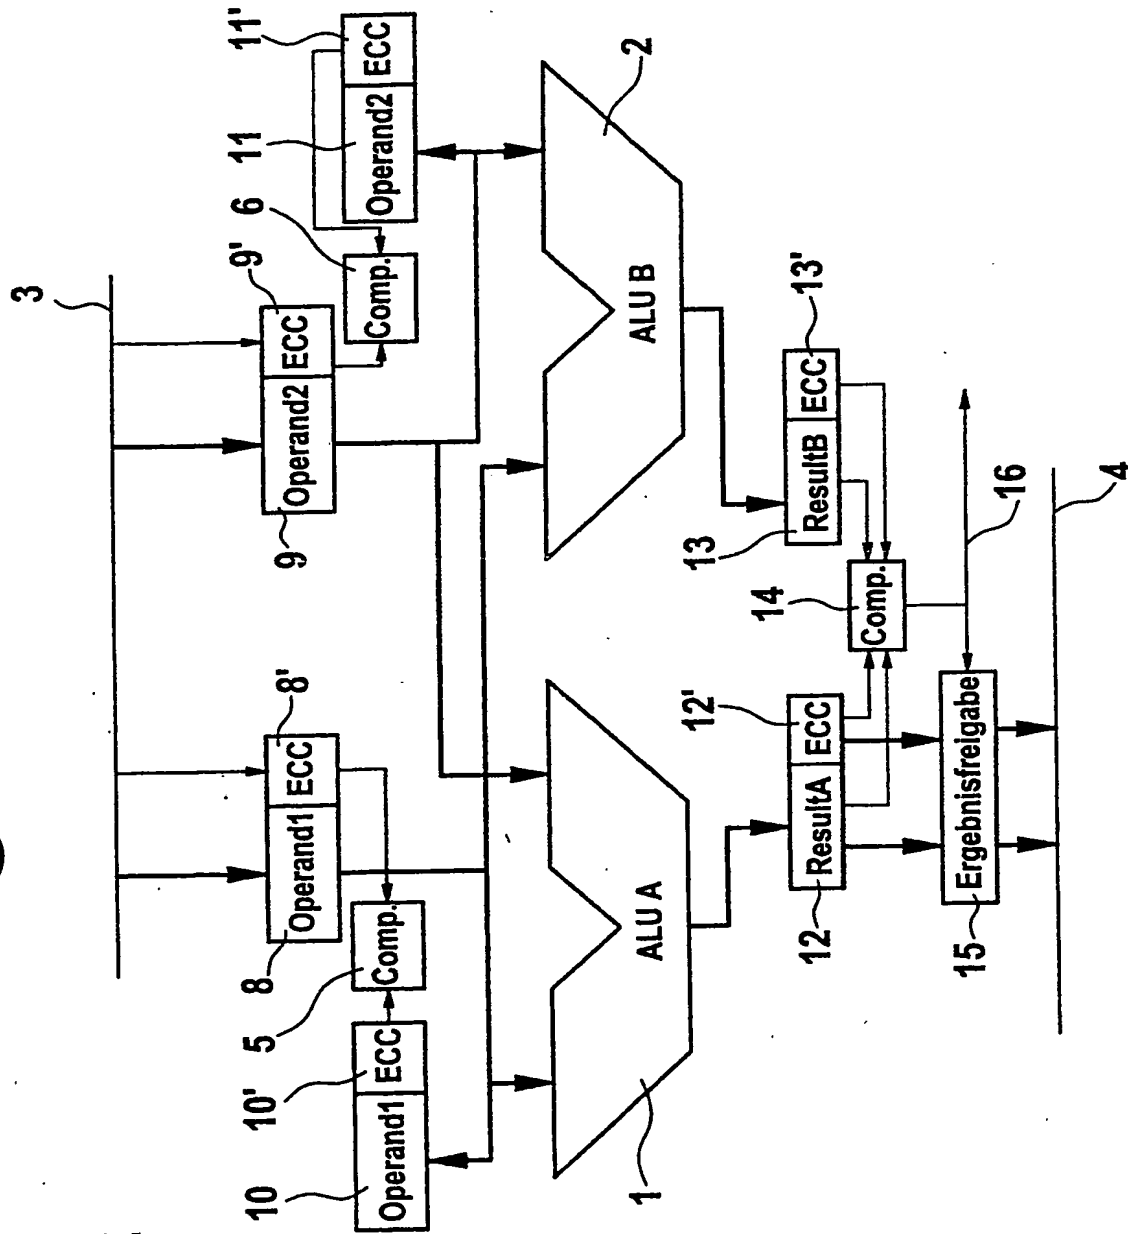 3
10
10'
5
8
8'
9
9'
6
11
11'
Operand1
ECC
Operand2
ECC
Operand1
ECC
Comp.
Comp.
Operand2
ECC
1
ALU A
ALU B
2
12
12'
14
13
13'
ResultA
ECC
ResultB
ECC
Comp.
15
Ergebnisfreigabe
16
4